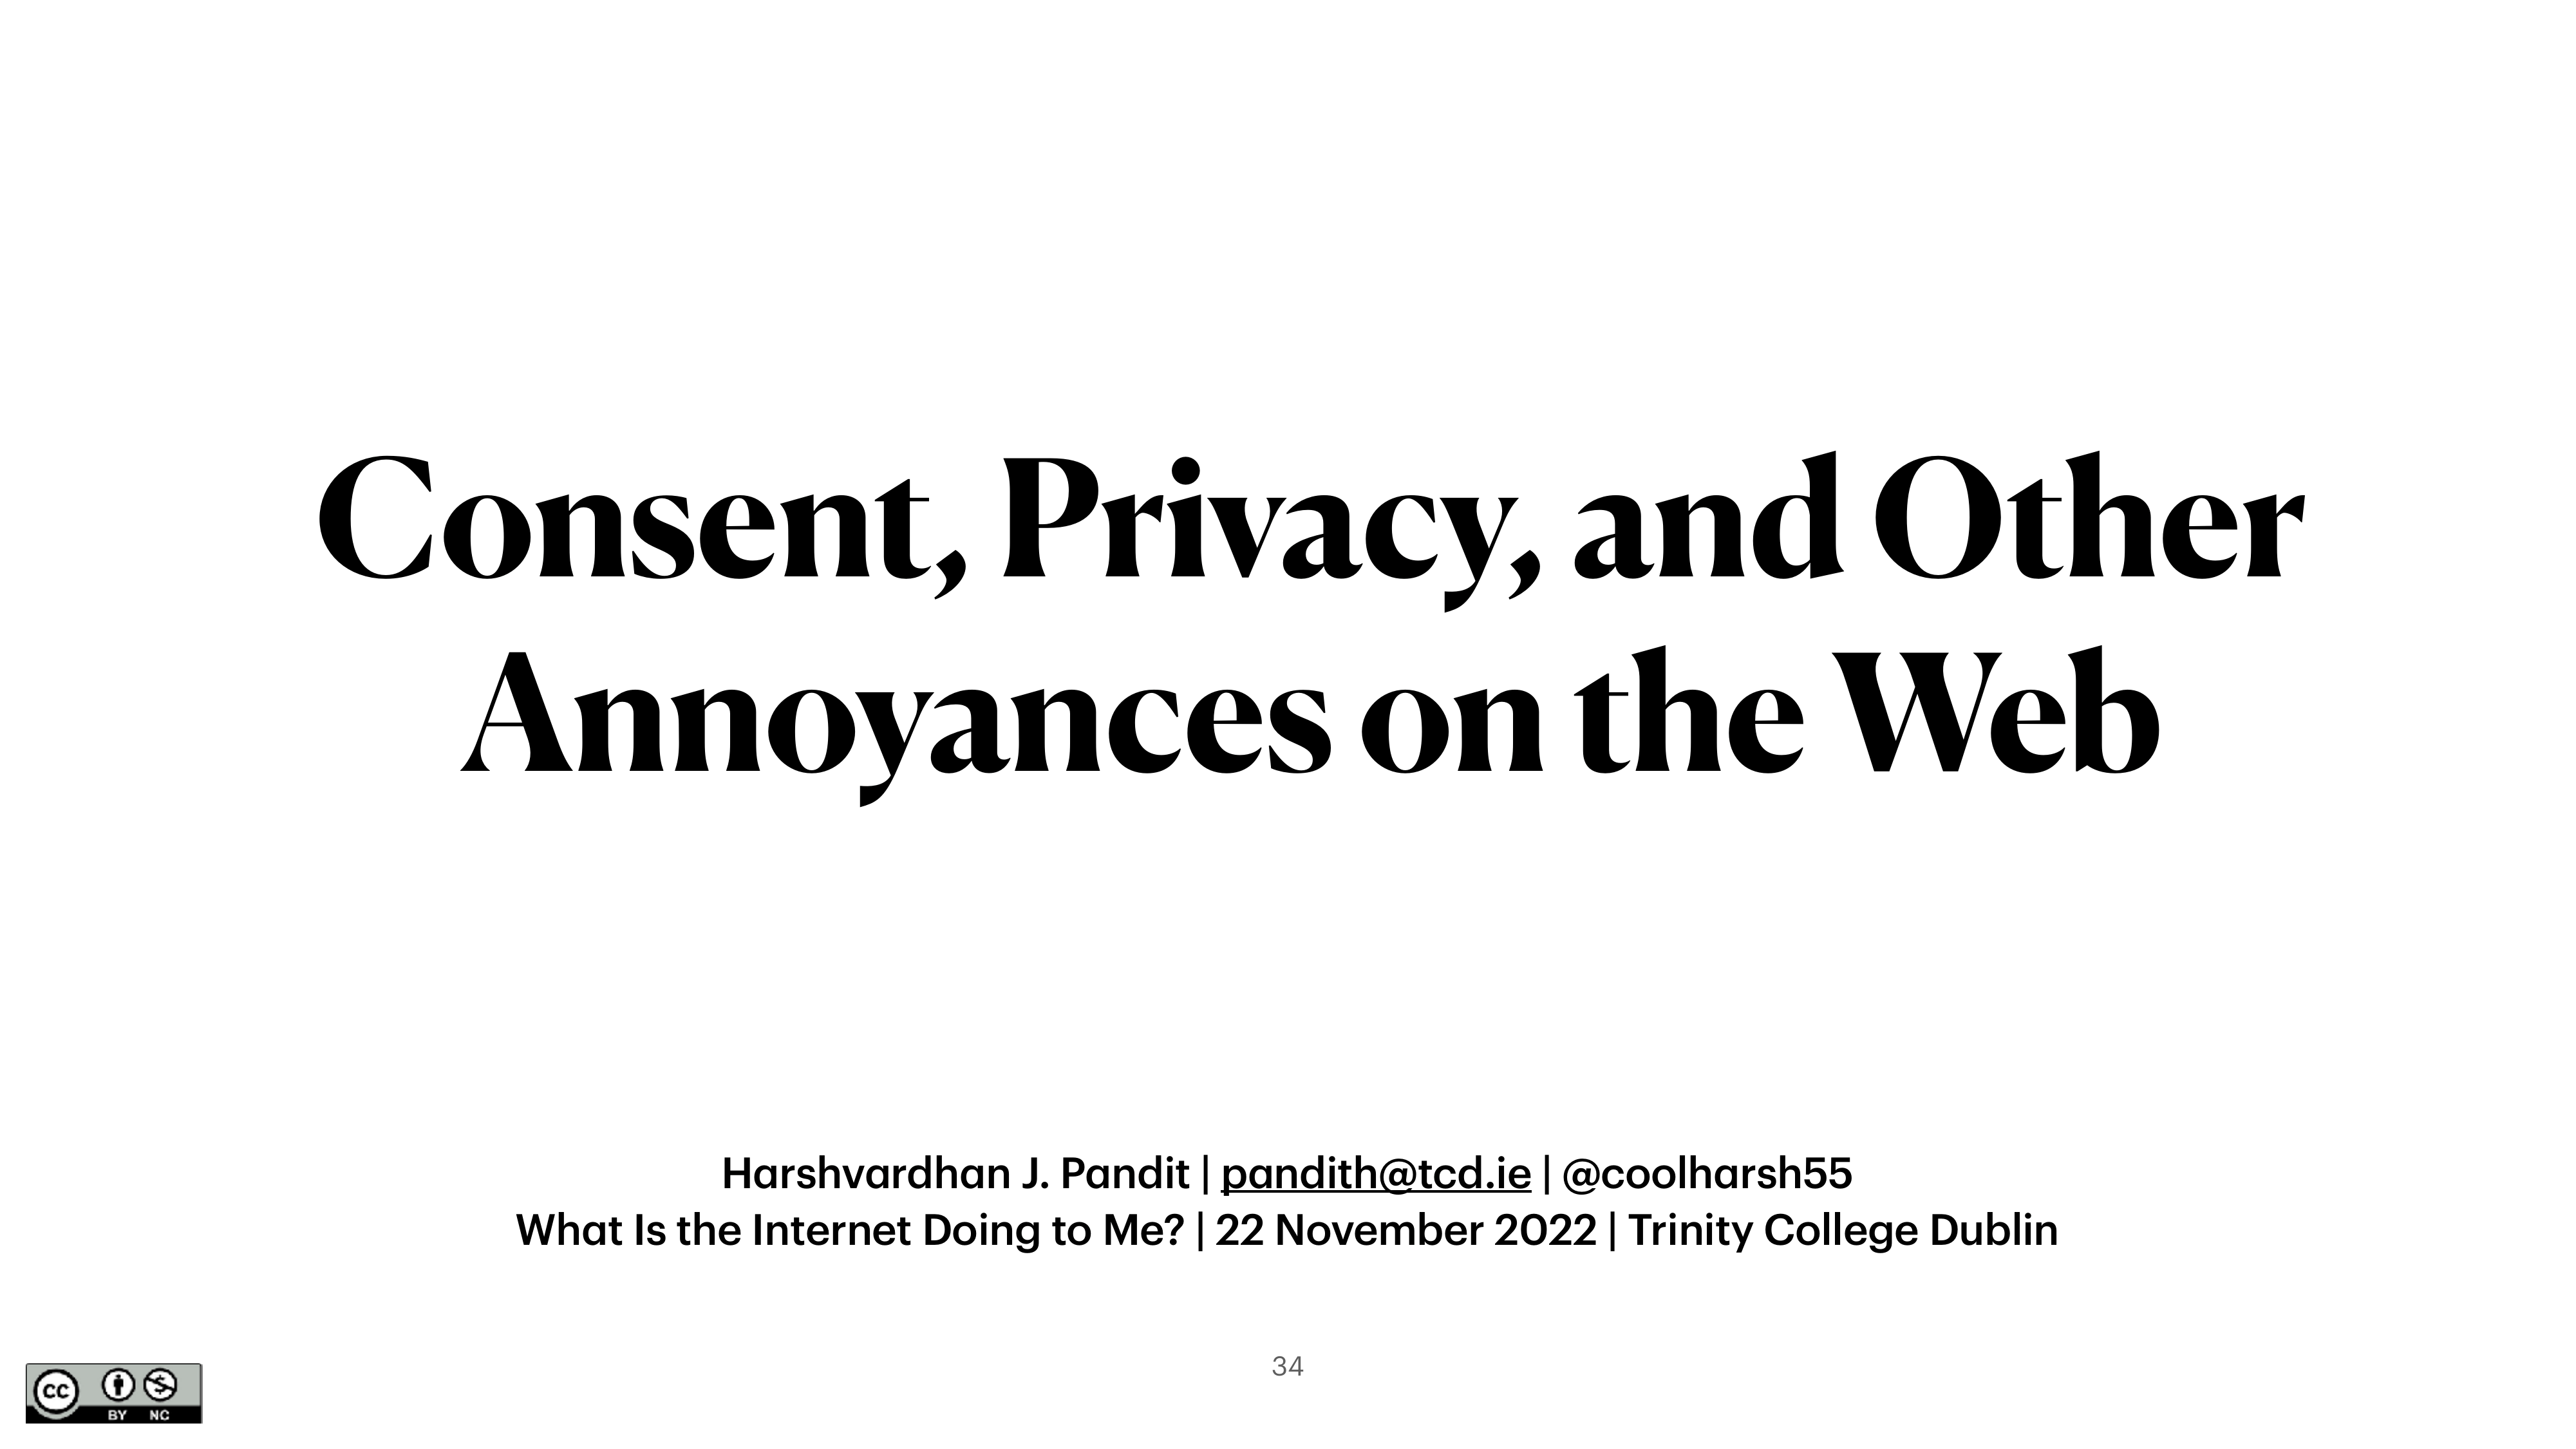 Consent, Privacy, and Other
Annoyances on the Web
Harshvardhan J. Pandit | pandith@tcd.ie | @coolharsh55
What Is the Internet Doing to Me? | 22 November 2022 | Trinity College Dublin
34
cc
BY NC